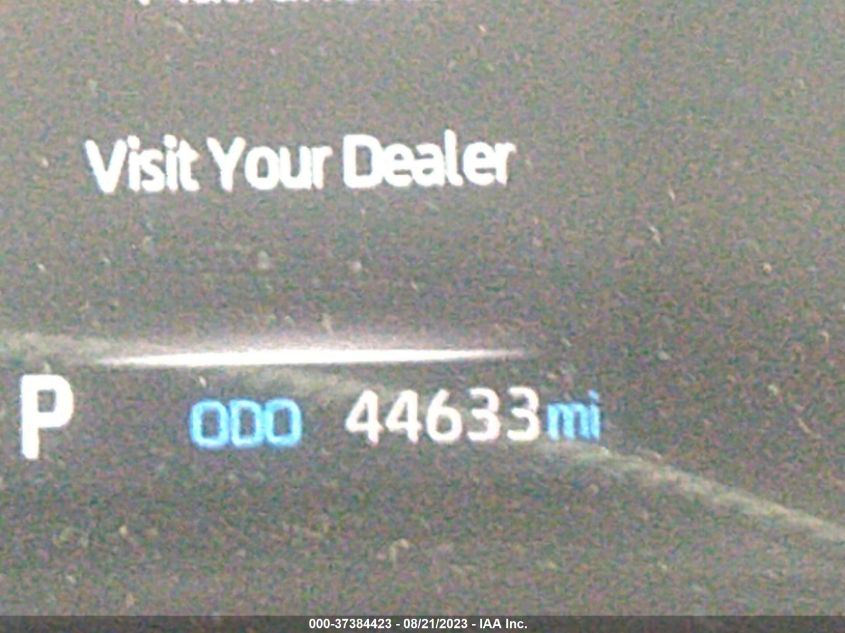 Visit Your Dealer
P ODO 44633mi
000-37384423 - 08/21/2023 - IAA Inc.